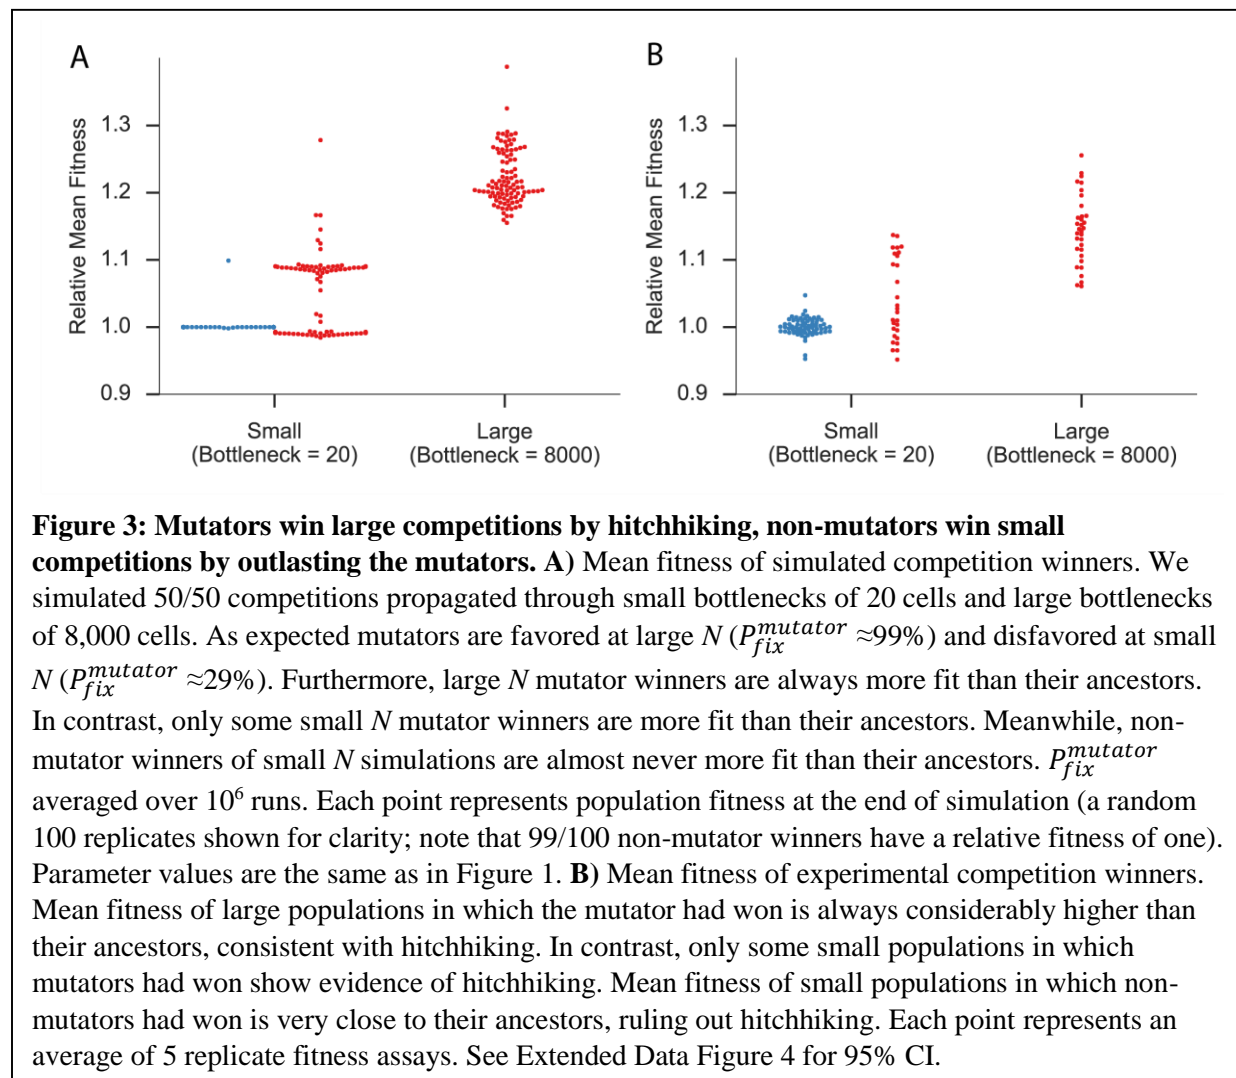 A
Relative Mean Fitness
1.3
1.2
1.1
1.0
0.9
Small
(Bottleneck = 20)
Large
(Bottleneck = 8000)
B
Relative Mean Fitness
1.3
1.2
1.1
1.0
0.9
Small
(Bottleneck = 20)
Large
(Bottleneck = 8000)
Figure 3: Mutators win large competitions by hitchhiking, non-mutators win small
competitions by outlasting the mutators. A) Mean fitness of simulated competition winners. We
simulated 50/50 competitions propagated through small bottlenecks of 20 cells and large bottlenecks
of 8,000 cells. As expected mutators are favored at large N (P_{fix}^{mutator} ≈99%) and disfavored at small
N (P_{fix}^{mutator} ≈29%). Furthermore, large N mutator winners are always more fit than their ancestors.
In contrast, only some small N mutator winners are more fit than their ancestors. Meanwhile, non-
mutator winners of small N simulations are almost never more fit than their ancestors. P_{fix}^{mutator}
averaged over 10⁶ runs. Each point represents population fitness at the end of simulation (a random
100 replicates shown for clarity; note that 99/100 non-mutator winners have a relative fitness of one).
Parameter values are the same as in Figure 1. B) Mean fitness of experimental competition winners.
Mean fitness of large populations in which the mutator had won is always considerably higher than
their ancestors, consistent with hitchhiking. In contrast, only some small populations in which
mutators had won show evidence of hitchhiking. Mean fitness of small populations in which non-
mutators had won is very close to their ancestors, ruling out hitchhiking. Each point represents an
average of 5 replicate fitness assays. See Extended Data Figure 4 for 95% CI.